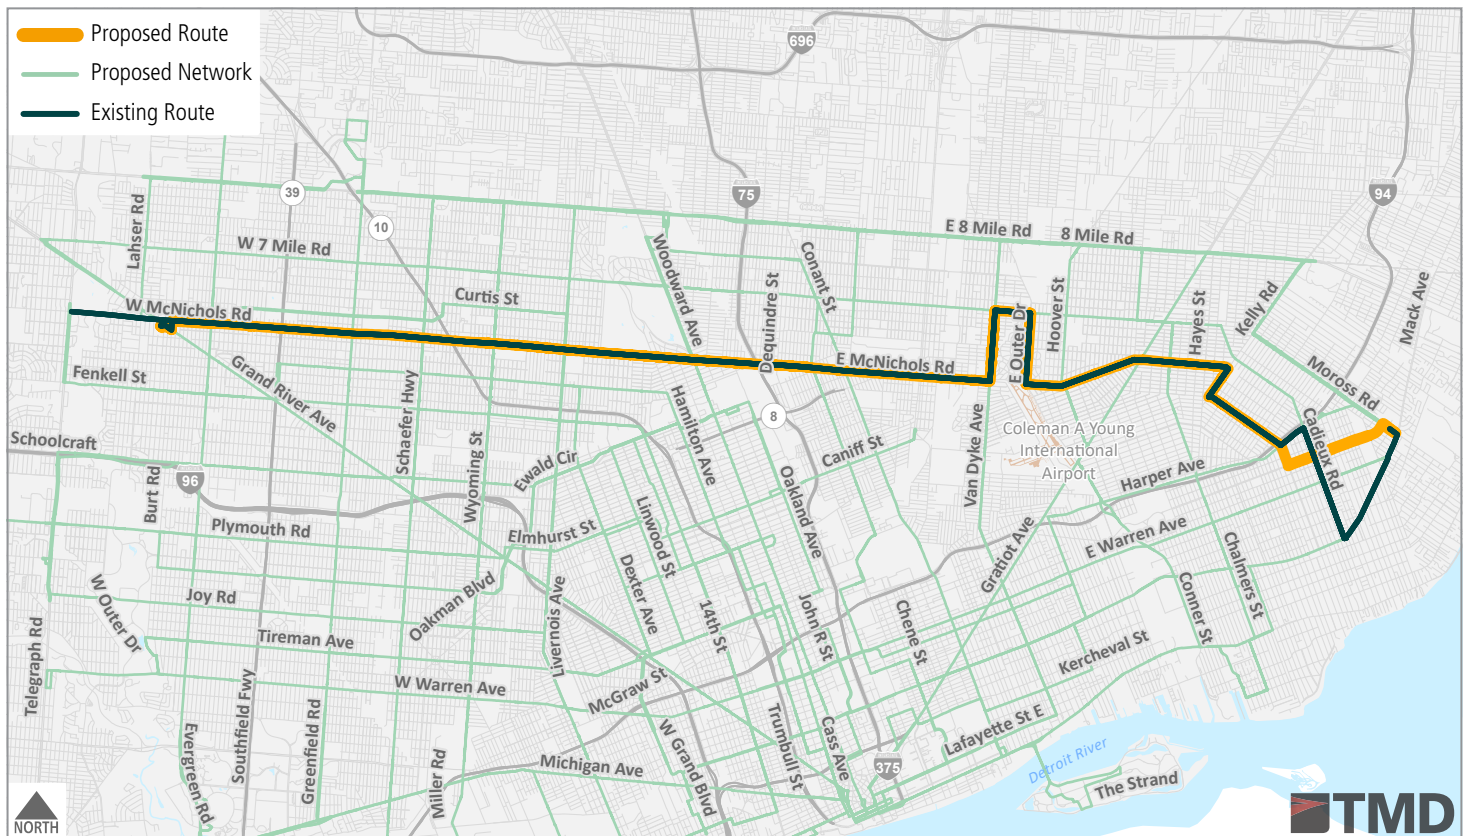 Proposed Route
Proposed Network
Existing Route
696
39
75
94
10
Lahser Rd
W 7 Mile Rd
Woodward Ave
Conant St
E 8 Mile Rd
8 Mile Rd
Dequindre St
Mack Ave
W McNichols Rd
Curtis St
E McNichols Rd
E Outer Dr
Hoover St
Hayes St
Kelly Rd
Moross Rd
Fenkell St
Grand River Ave
Schaefer Hwy
Hamilton Ave
8
Van Dyke Ave
Coleman A Young
International
Airport
Cadieux Rd
Schoolcraft
96
Burt Rd
Wyoming St
Ewald Cir
Caniff St
Harper Ave
Plymouth Rd
Elmhurst St
Linwood St
Oakland Ave
E Warren Ave
Gratiot Ave
Chalmers St
W Outer Dr
Joy Rd
Oakman Blvd
Livernois Ave
Dexter Ave
14th St
John R St
Chene St
Conner St
Telegraph Rd
Tireman Ave
Kercheval St
W Warren Ave
McGraw St
Southfield Fwy
Evergreen Rd
Greenfield Rd
Miller Rd
Michigan Ave
W Grand Blvd
Trumbull St
Cass Ave
375
Lafayette St E
Detroit River
The Strand
NORTH
TMD